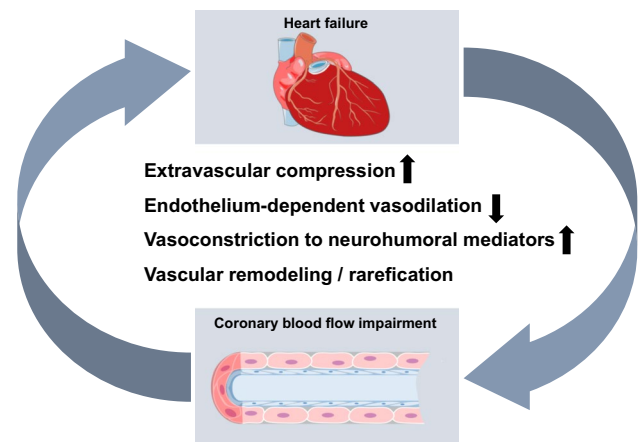 Heart failure
Extravascular compression
Endothelium-dependent vasodilation
Vasoconstriction to neurohumoral mediators
Vascular remodeling / rarefication
Coronary blood flow impairment